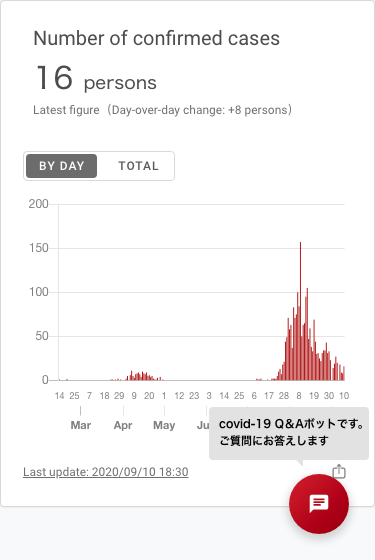 Number of confirmed cases
16 persons
Latest figure（Day-over-day change: +8 persons）
BY DAY TOTAL
200
150
100
50
0
14 25 7 18 29 9 20 1 12 23 3 14 25 6 17 28 8 19 30 10
Mar Apr May Ju
covid-19 Q&Aボットです。
ご質問にお答えします
Last update: 2020/09/10 18:30